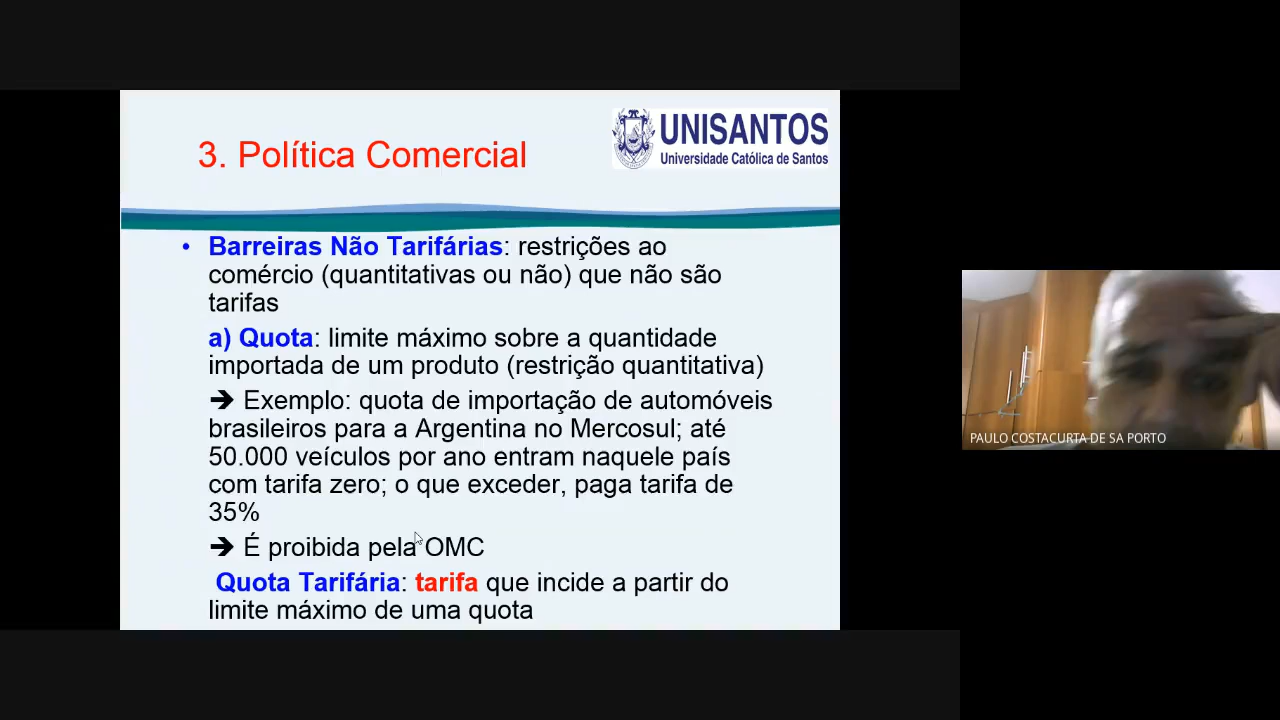 3. Política Comercial
UNISANTOS
Universidade Católica de Santos
• Barreiras Não Tarifárias: restrições ao
comércio (quantitativas ou não) que não são
tarifas
a) Quota: limite máximo sobre a quantidade
importada de um produto (restrição quantitativa)
➔ Exemplo: quota de importação de automóveis
brasileiros para a Argentina no Mercosul; até
50.000 veículos por ano entram naquele país
com tarifa zero; o que exceder, paga tarifa de
35%
➔ É proibida pela OMC
Quota Tarifária: tarifa que incide a partir do
limite máximo de uma quota
PAULO COSTACURTA DE SA PORTO